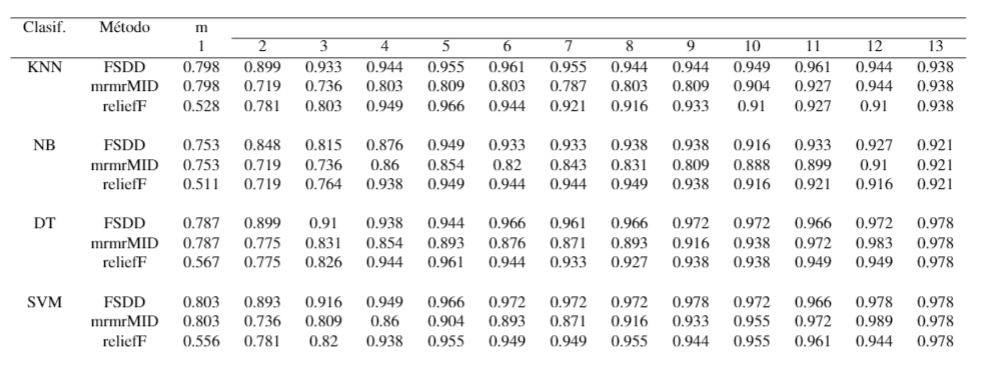 Clasif. Método m
1 2 3 4 5 6 7 8 9 10 11 12 13
KNN FSDD 0.798 0.899 0.933 0.944 0.955 0.961 0.955 0.944 0.944 0.949 0.961 0.944 0.938
mrmrMID 0.798 0.719 0.736 0.803 0.809 0.803 0.787 0.803 0.809 0.904 0.927 0.944 0.938
reliefF 0.528 0.781 0.803 0.949 0.966 0.944 0.921 0.916 0.933 0.91 0.927 0.91 0.938
NB FSDD 0.753 0.848 0.815 0.876 0.949 0.933 0.933 0.938 0.938 0.916 0.933 0.927 0.921
mrmrMID 0.753 0.719 0.736 0.86 0.854 0.82 0.843 0.831 0.809 0.888 0.899 0.91 0.921
reliefF 0.511 0.719 0.764 0.938 0.949 0.944 0.944 0.949 0.938 0.916 0.921 0.916 0.921
DT FSDD 0.787 0.899 0.91 0.938 0.944 0.966 0.961 0.966 0.972 0.972 0.966 0.972 0.978
mrmrMID 0.787 0.775 0.831 0.854 0.893 0.876 0.871 0.893 0.916 0.938 0.972 0.983 0.978
reliefF 0.567 0.775 0.826 0.944 0.961 0.944 0.933 0.927 0.938 0.938 0.949 0.949 0.978
SVM FSDD 0.803 0.893 0.916 0.949 0.966 0.972 0.972 0.972 0.978 0.972 0.966 0.978 0.978
mrmrMID 0.803 0.736 0.809 0.86 0.904 0.893 0.871 0.916 0.933 0.955 0.972 0.989 0.978
reliefF 0.556 0.781 0.82 0.938 0.955 0.949 0.949 0.955 0.944 0.955 0.961 0.944 0.978